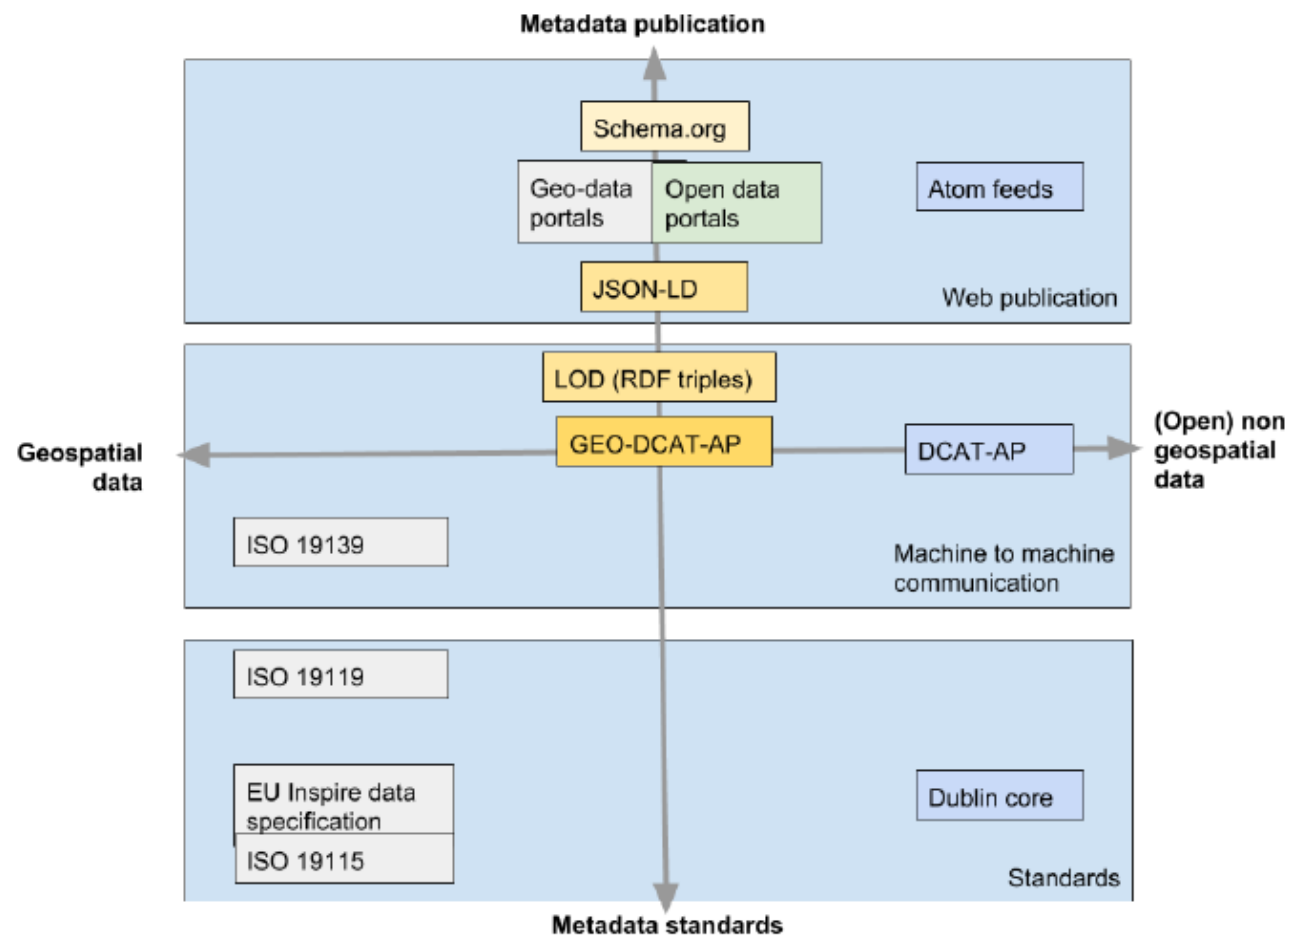 Metadata publication
Schema.org
Geo-data
portals
Open data
portals
Atom feeds
JSON-LD
Web publication
LOD (RDF triples)
Geospatial
data
GEO-DCAT-AP
DCAT-AP
(Open) non
geospatial
data
ISO 19139
Machine to machine
communication
ISO 19119
EU Inspire data
specification
Dublin core
ISO 19115
Standards
Metadata standards